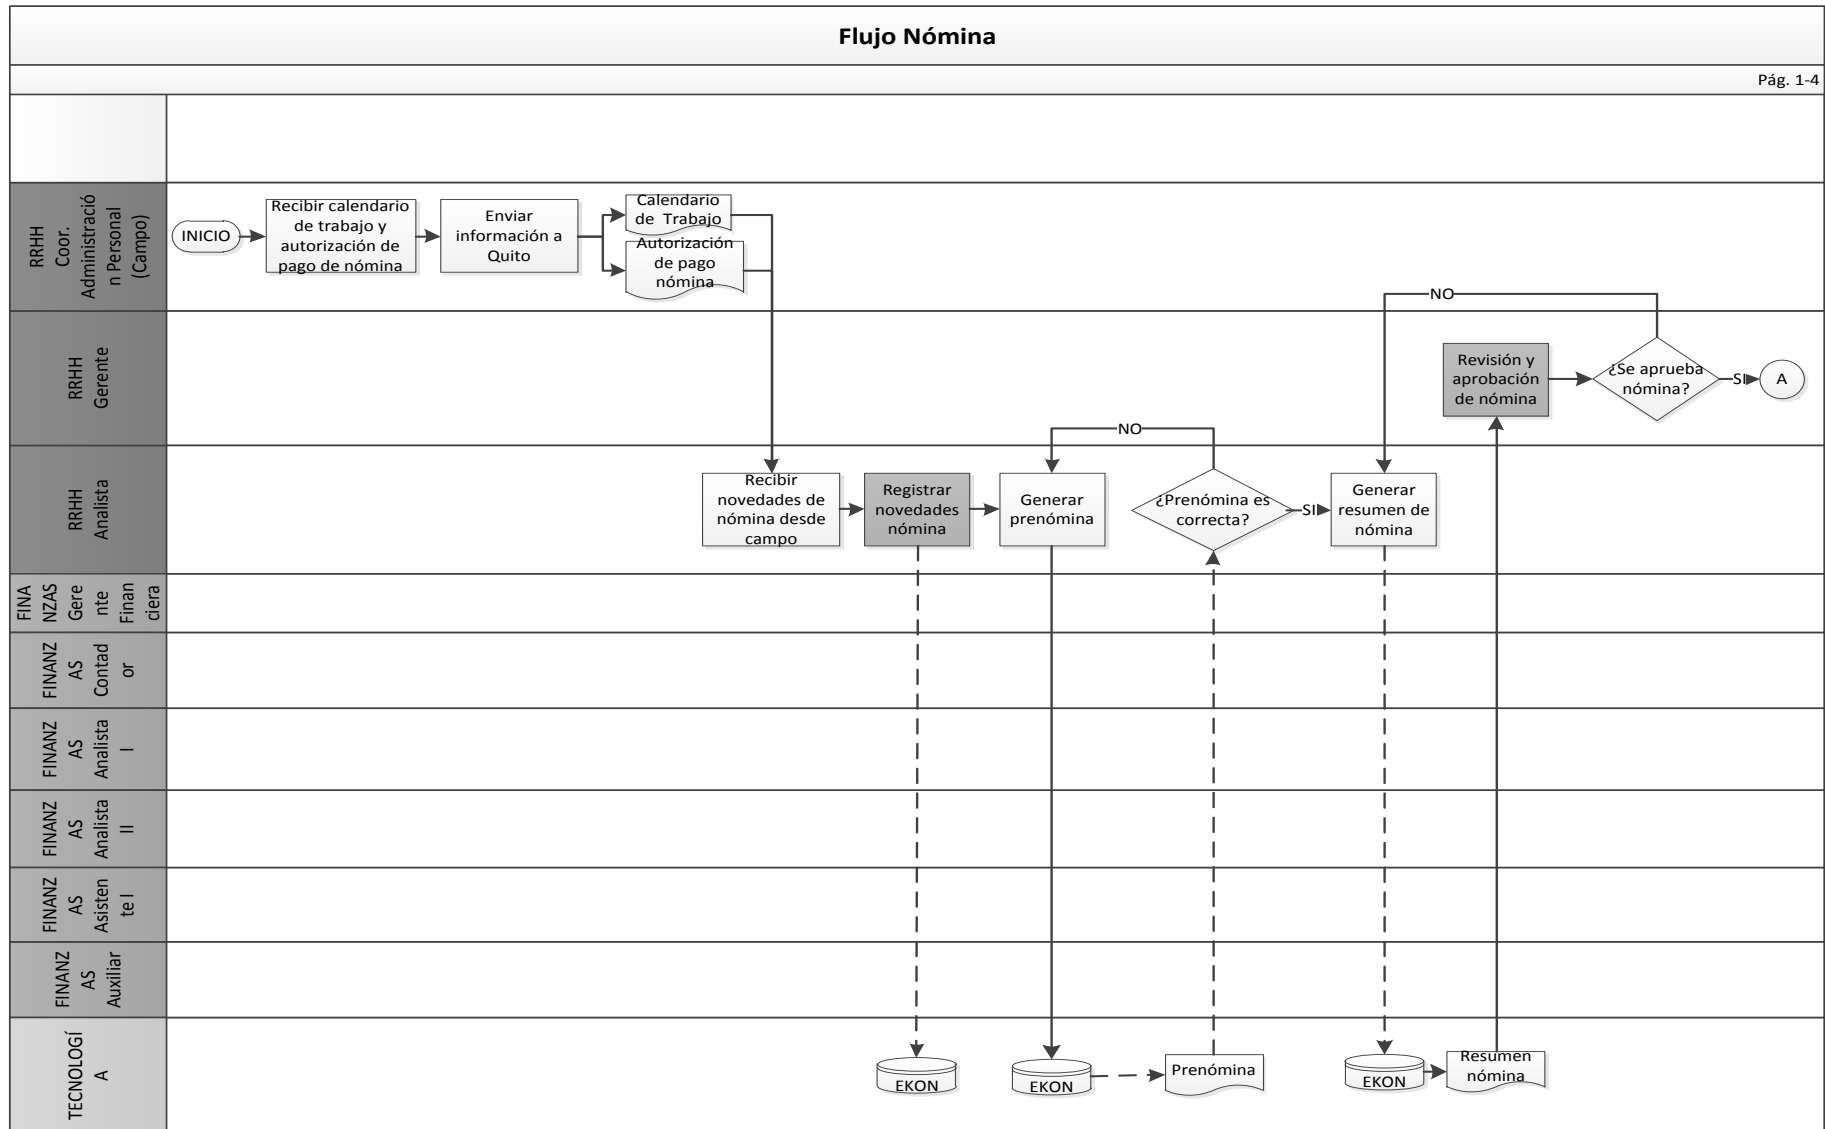 Flujo Nómina
Pág. 1-4
RRHH
Coor.
Administració
n Personal
(Campo)
INICIO
Recibir calendario
de trabajo y
autorización de
pago de nómina
Enviar
información a
Quito
Calendario
de Trabajo
Autorización
de pago
nómina
NO
RRHH
Gerente
Revisión y
aprobación
de nómina
¿Se aprueba
nómina?
SI
A
NO
RRHH
Analista
Recibir
novedades de
nómina desde
campo
Registrar
novedades
nómina
Generar
prenómina
¿Prenómina es
correcta?
SI
Generar
resumen de
nómina
FINA
NZAS
Gere
nte
Finan
ciera
FINANZ
AS
Contad
or
FINANZ
AS
Analista
I
FINANZ
AS
Analista
II
FINANZ
AS
Asisten
te I
FINANZ
AS
Auxiliar
TECNOLOGÍ
A
EKON
EKON
Prenómina
EKON
Resumen
nómina